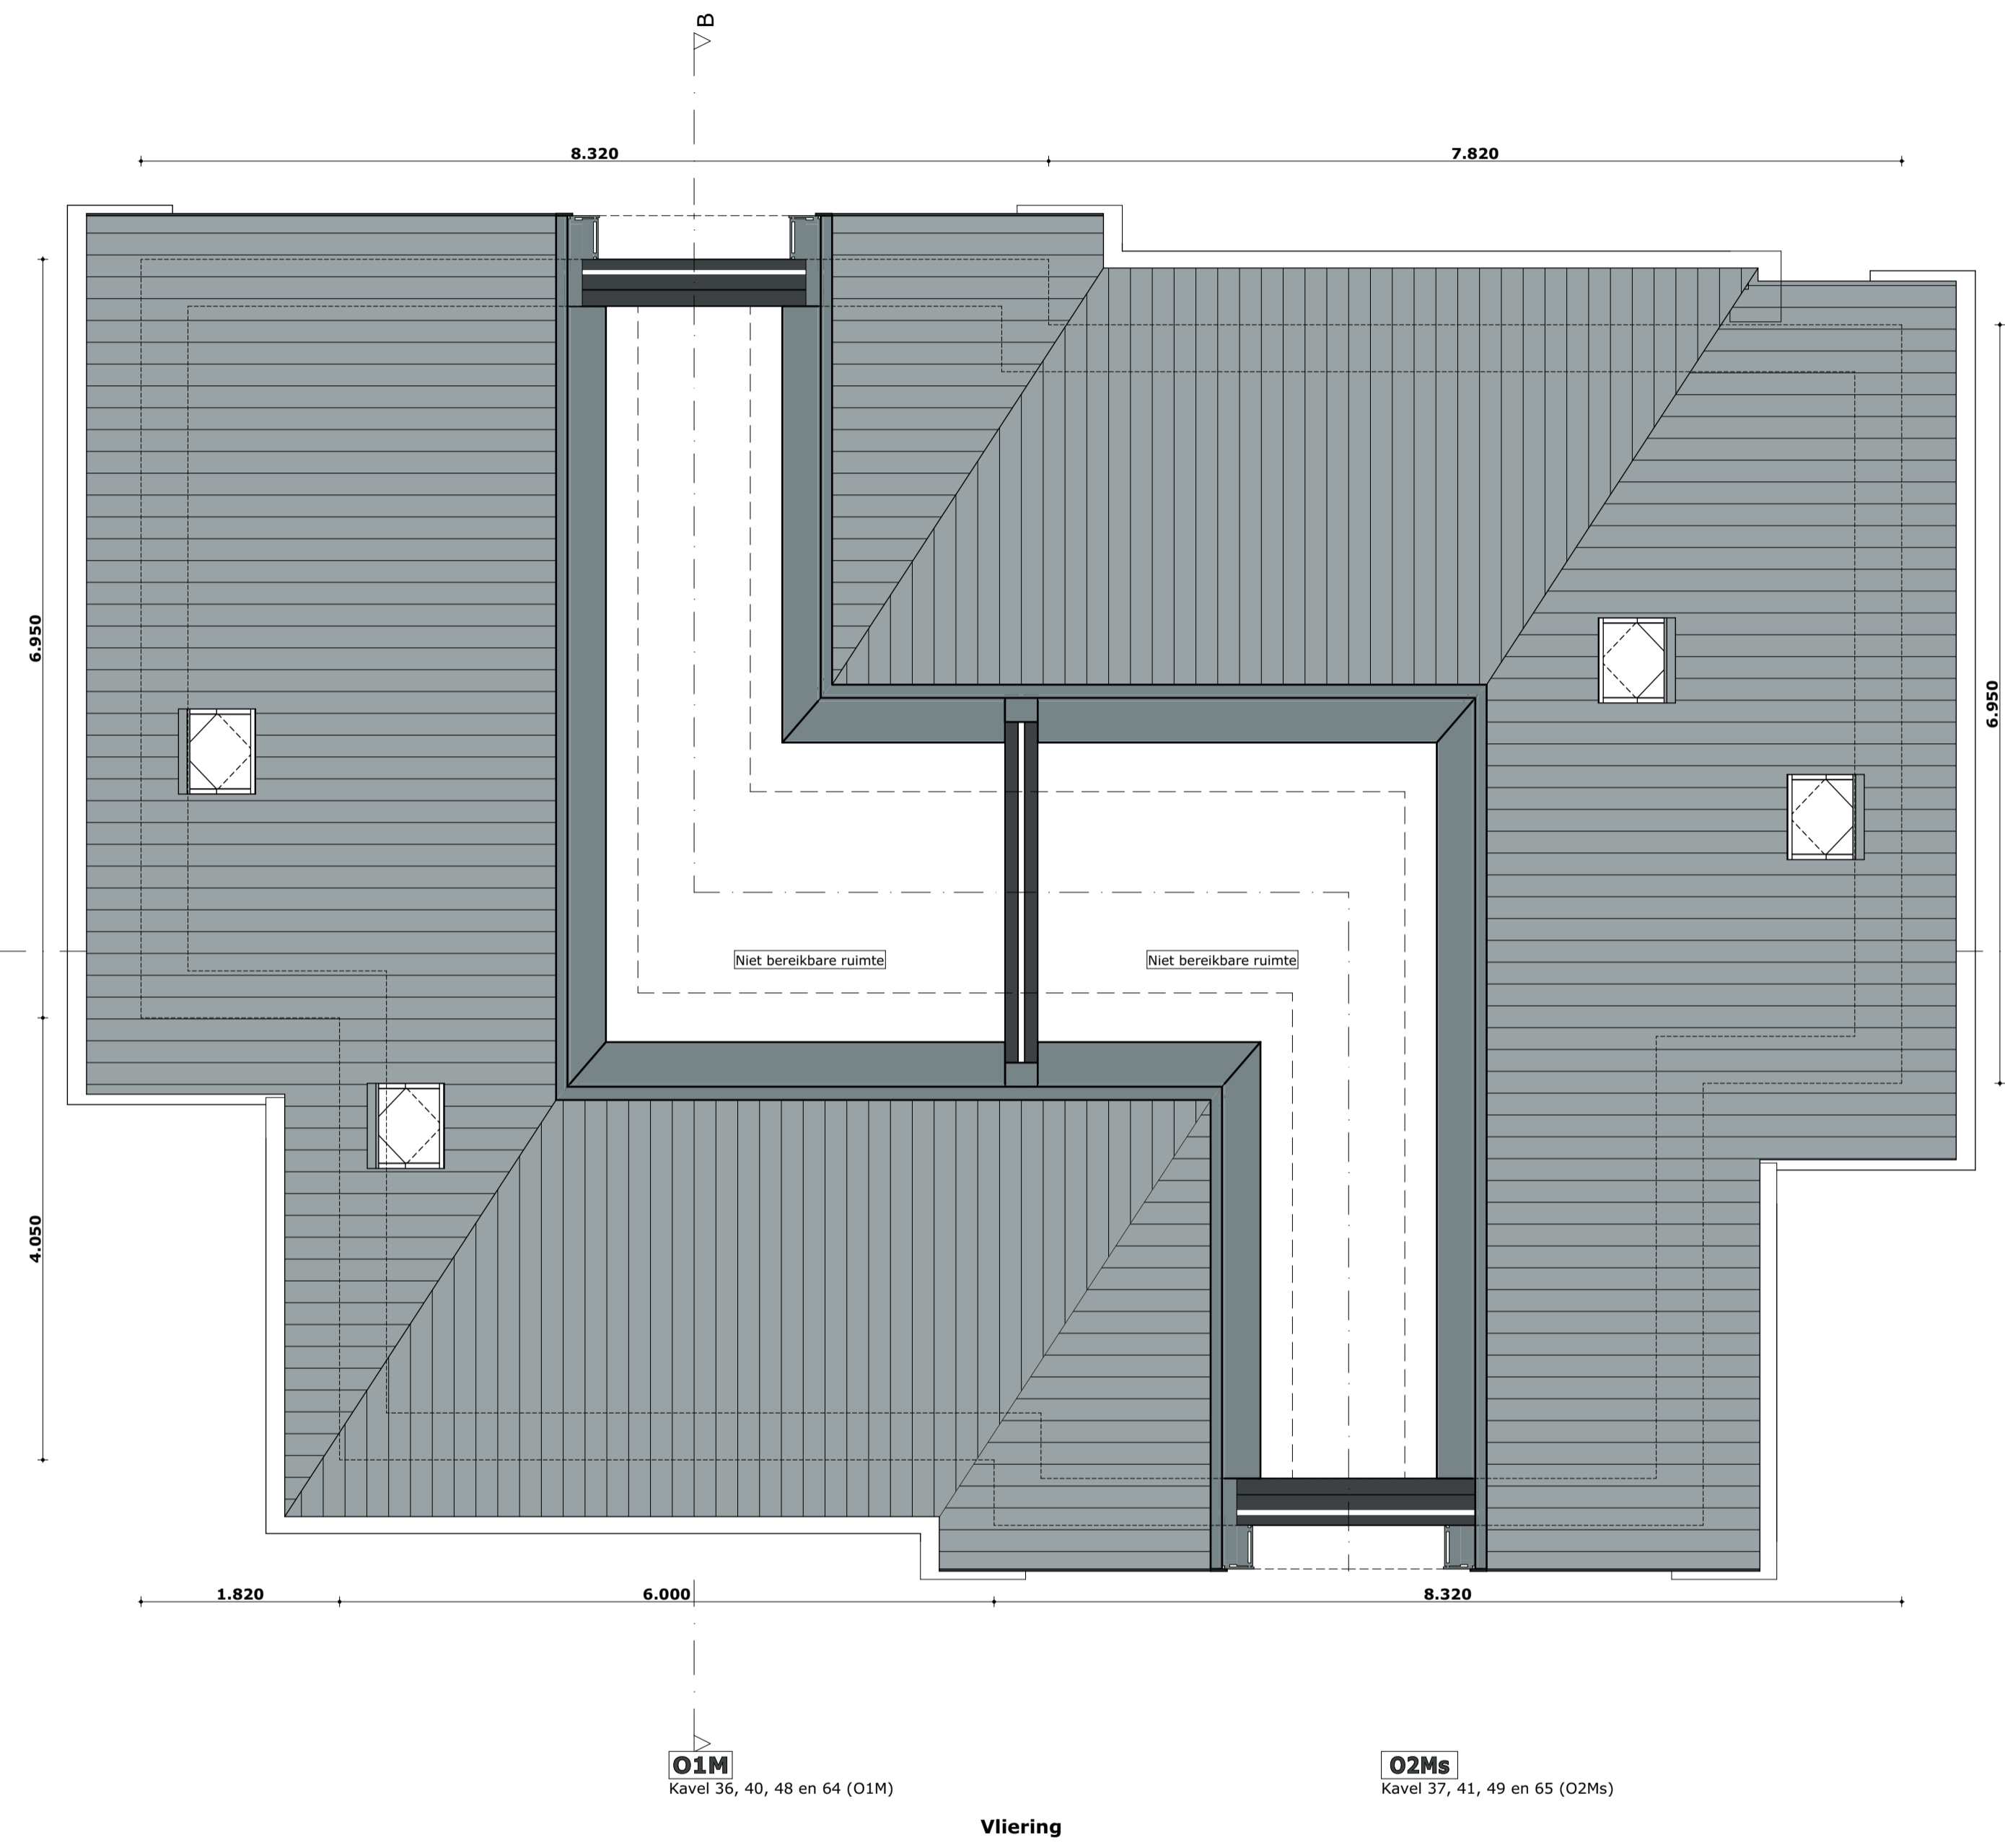 B
8.320
7.820
6.950
6.950
Niet bereikbare ruimte
Niet bereikbare ruimte
4.050
1.820
6.000
8.320
O1M
Kavel 36, 40, 48 en 64 (O1M)
O2Ms
Kavel 37, 41, 49 en 65 (O2Ms)
Vliering